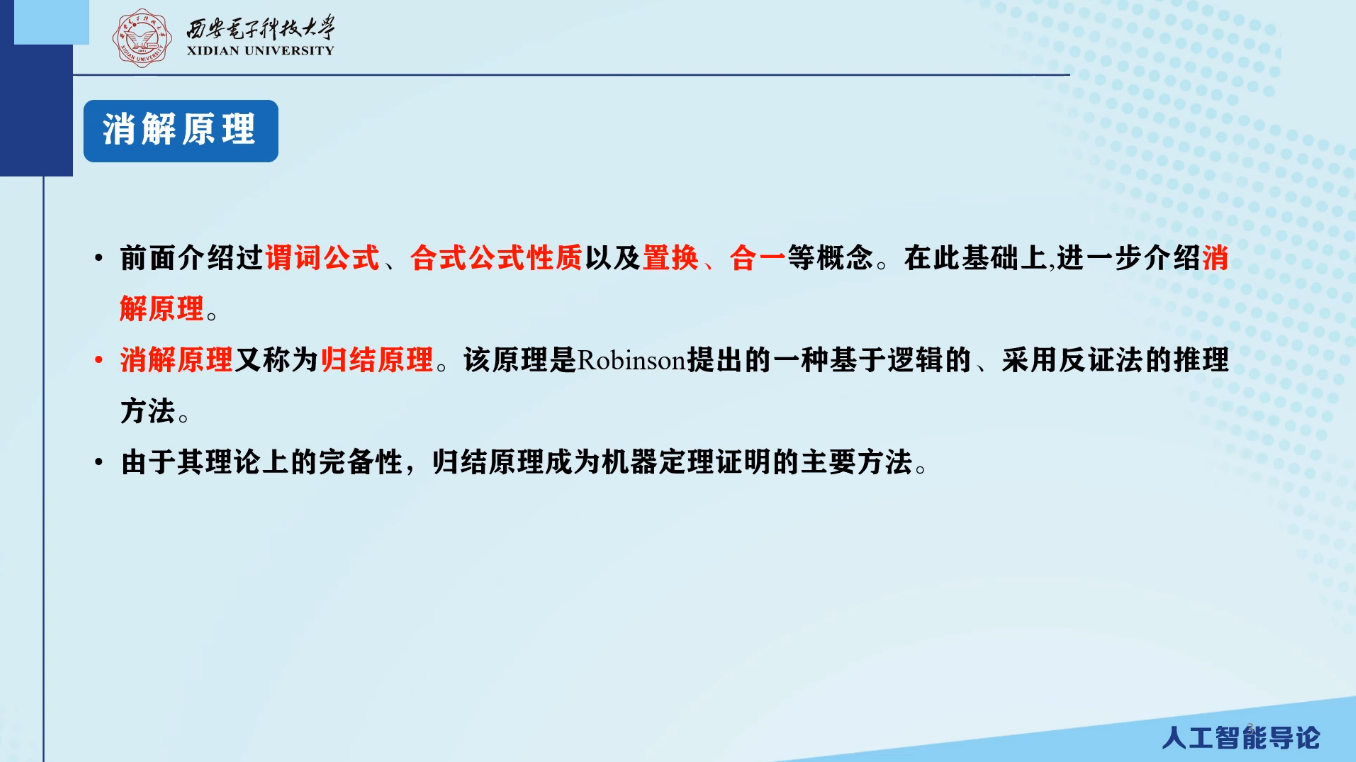 西安电子科技大学
XIDIAN UNIVERSITY
消解原理
• 前面介绍过谓词公式、合式公式性质以及置换、合一等概念。在此基础上,进一步介绍消
解原理。
• 消解原理又称为归结原理。该原理是Robinson提出的一种基于逻辑的、采用反证法的推理
方法。
• 由于其理论上的完备性，归结原理成为机器定理证明的主要方法。
人工智能导论